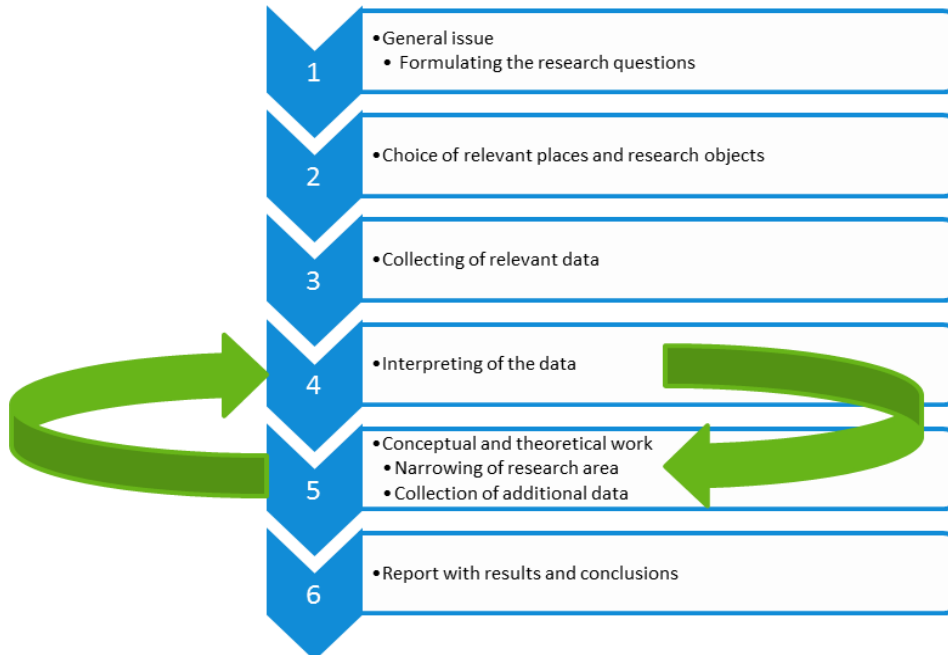 1
•General issue
• Formulating the research questions
2
•Choice of relevant places and research objects
3
•Collecting of relevant data
4
•Interpreting of the data
5
•Conceptual and theoretical work
•Narrowing of research area
•Collection of additional data
6
•Report with results and conclusions